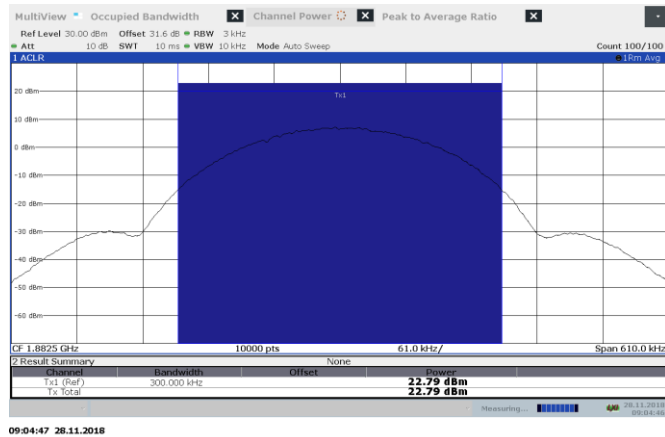 MultiView Occupied Bandwidth X Channel Power X Peak to Average Ratio X
Ref Level 30.00 dBm Offset 31.6 dB RBW 3 kHz
Att 10 dB SWT 10 ms VBW 10 kHz Mode Auto Sweep Count 100/100
1 ACLR 1Rm Avg
Tx1
20 dBm
10 dBm
0 dBm
-10 dBm
-20 dBm
-30 dBm
-40 dBm
-50 dBm
-60 dBm
CF 1.8825 GHz 10000 pts 61.0 kHz/ Span 610.0 kHz
2 Result Summary None
Channel Bandwidth Offset Power
Tx1 (Ref) 300.000 kHz 22.79 dBm
Tx Total 22.79 dBm
Measuring... 28.11.2018
09:04:46
09:04:47 28.11.2018